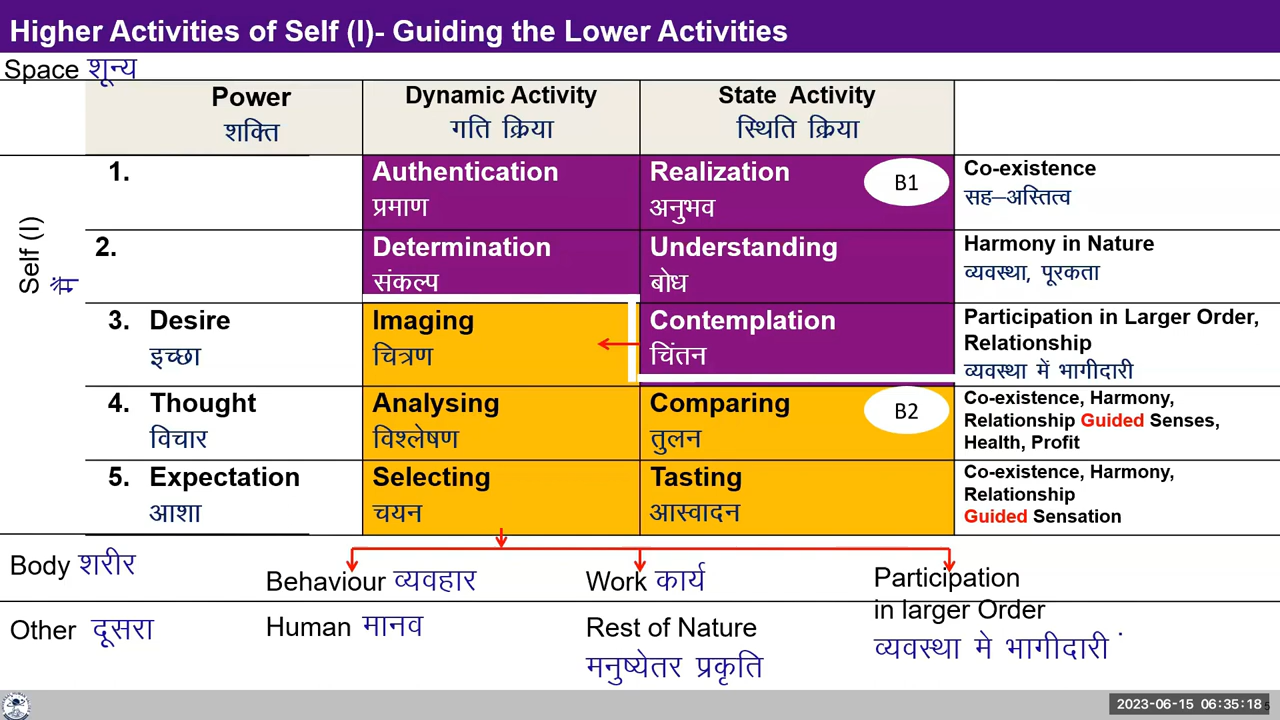 Higher Activities of Self (I)- Guiding the Lower Activities
Space शून्य
Power
शक्ति
Dynamic Activity
गति क्रिया
State Activity
स्थिति क्रिया
Self (I)
मैं
1.
Authentication
प्रमाण
Realization
अनुभव
B1
Co-existence
सह–अस्तित्व
2.
Determination
संकल्प
Understanding
बोध
Harmony in Nature
व्यवस्था, पूरकता
3. Desire
इच्छा
Imaging
चित्रण
Contemplation
चिंतन
Participation in Larger Order,
Relationship
व्यवस्था में भागीदारी
4. Thought
विचार
Analysing
विश्लेषण
Comparing
तुलन
B2
Co-existence, Harmony,
Relationship Guided Senses,
Health, Profit
5. Expectation
आशा
Selecting
चयन
Tasting
आस्वादन
Co-existence, Harmony,
Relationship
Guided Sensation
Body शरीर
Behaviour व्यवहार
Work कार्य
Participation
in larger Order
व्यवस्था मे भागीदारी
Other दूसरा
Human मानव
Rest of Nature
मनुष्येतर प्रकृति
2023-06-15 06:35:18